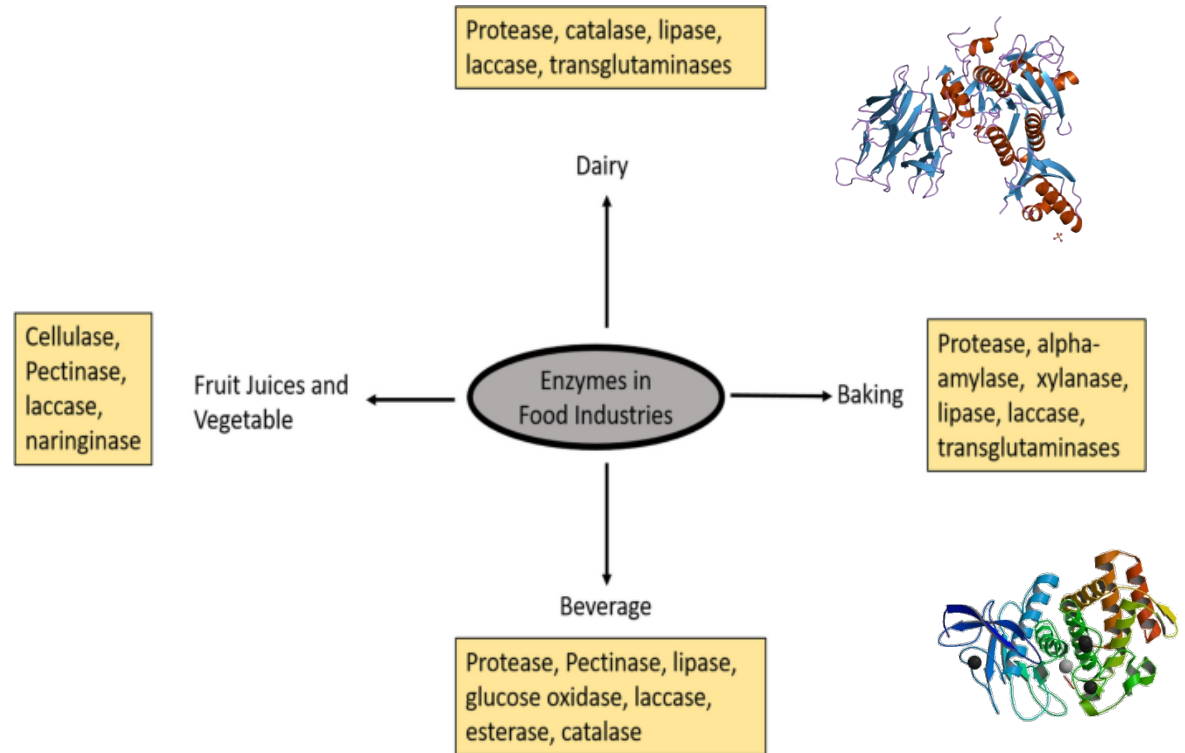 Protease, catalase, lipase,
laccase, transglutaminases
Dairy
Cellulase,
Pectinase,
laccase,
naringinase
Fruit Juices and
Vegetable
Enzymes in
Food Industries
Baking
Protease, alpha-
amylase, xylanase,
lipase, laccase,
transglutaminases
Beverage
Protease, Pectinase, lipase,
glucose oxidase, laccase,
esterase, catalase